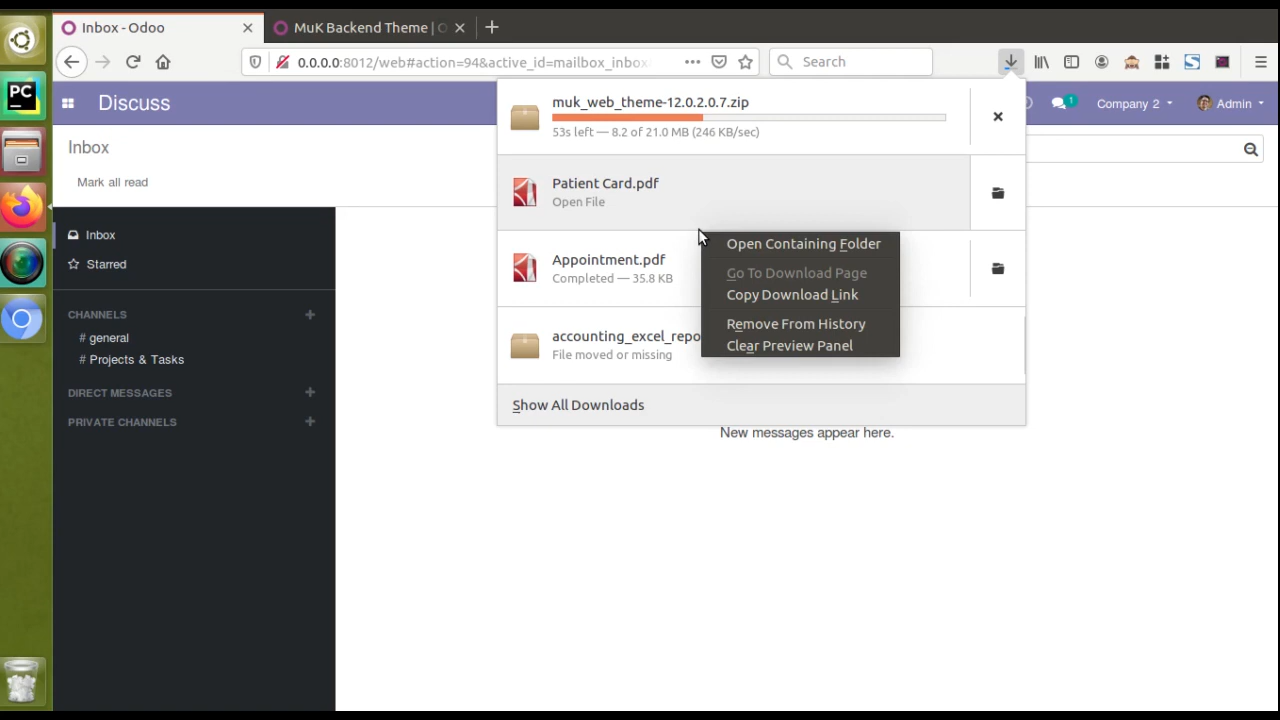 Inbox - Odoo
MuK Backend Theme | O
PC
0.0.0.0:8012/web#action=94&active_id=mailbox_inbox
Search
Discuss
1
Company 2
Admin
muk_web_theme-12.0.2.0.7.zip
53s left — 8.2 of 21.0 MB (246 KB/sec)
Inbox
Mark all read
Patient Card.pdf
Open File
Inbox
Starred
Appointment.pdf
Completed — 35.8 KB
Open Containing Folder
Go To Download Page
Copy Download Link
Remove From History
Clear Preview Panel
CHANNELS
# general
# Projects & Tasks
DIRECT MESSAGES
PRIVATE CHANNELS
accounting_excel_repo
File moved or missing
Show All Downloads
New messages appear here.